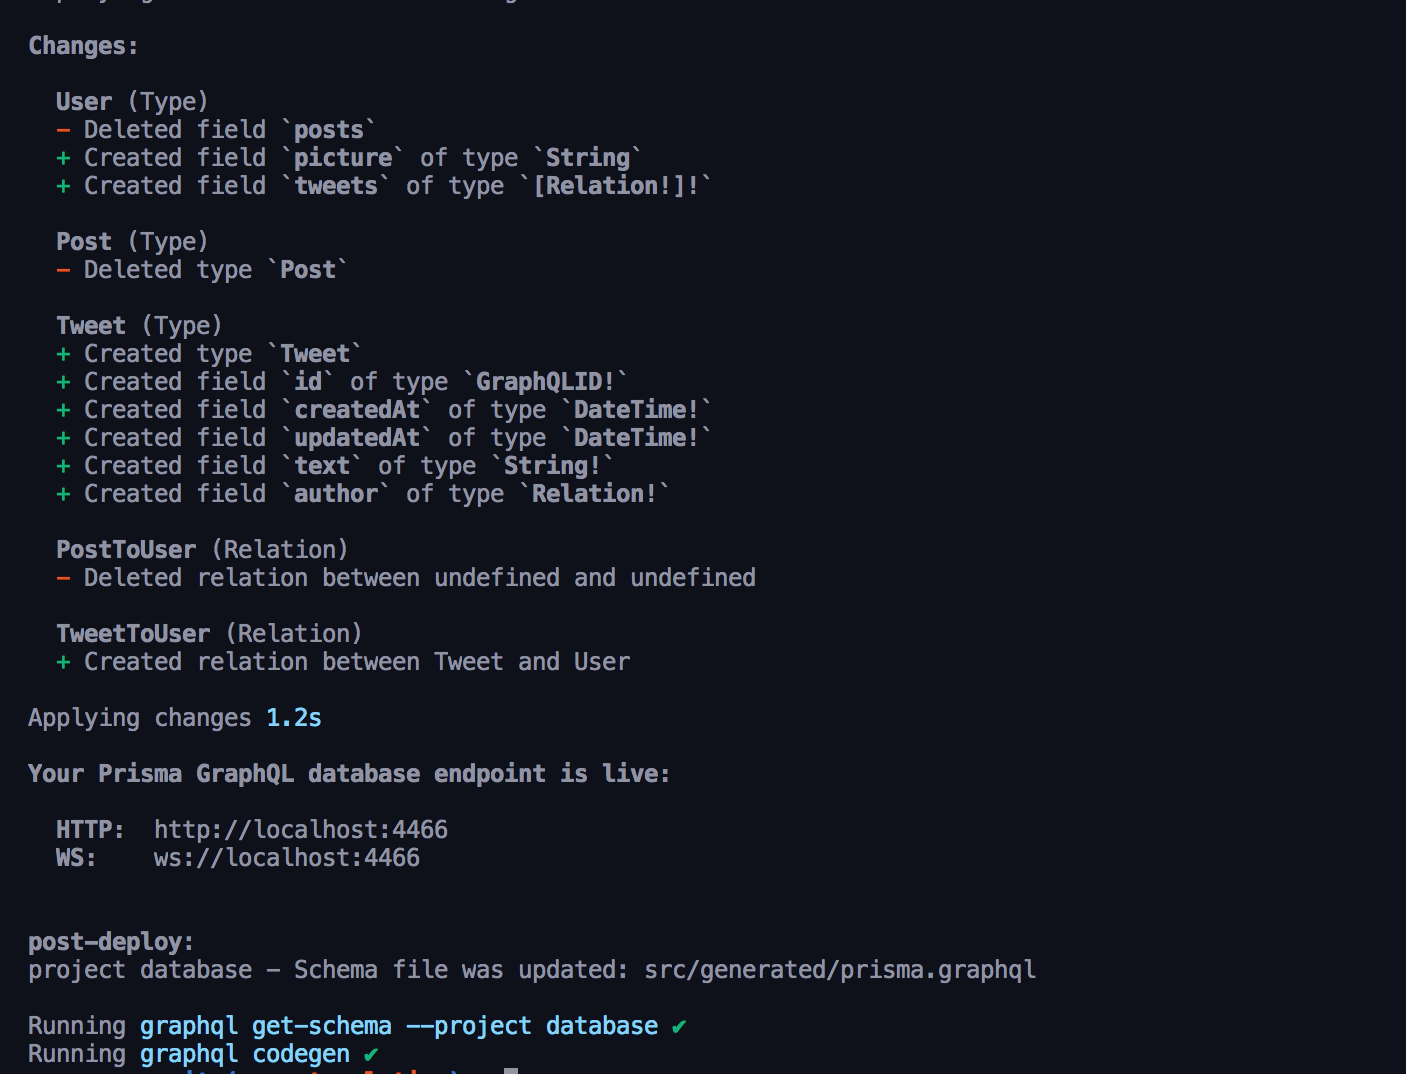 Changes:
User (Type)
- Deleted field `posts`
+ Created field `picture` of type `String`
+ Created field `tweets` of type `[Relation!]!`
Post (Type)
- Deleted type `Post`
Tweet (Type)
+ Created type `Tweet`
+ Created field `id` of type `GraphQLID!`
+ Created field `createdAt` of type `DateTime!`
+ Created field `updatedAt` of type `DateTime!`
+ Created field `text` of type `String!`
+ Created field `author` of type `Relation!`
PostToUser (Relation)
- Deleted relation between undefined and undefined
TweetToUser (Relation)
+ Created relation between Tweet and User
Applying changes 1.2s
Your Prisma GraphQL database endpoint is live:
HTTP: http://localhost:4466
WS: ws://localhost:4466
post-deploy:
project database - Schema file was updated: src/generated/prisma.graphql
Running graphql get-schema --project database ✔
Running graphql codegen ✔